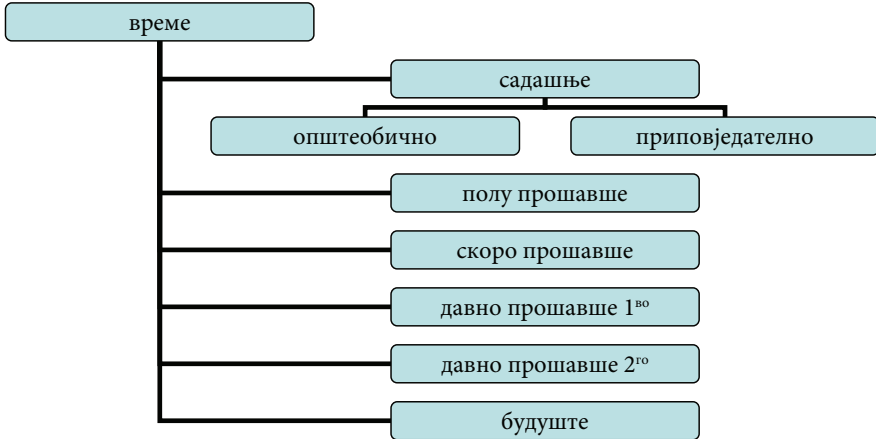 време
садашње
општеобично
приповједателно
полу прошавше
скоро прошавше
давно прошавше 1во
давно прошавше 2го
будуште